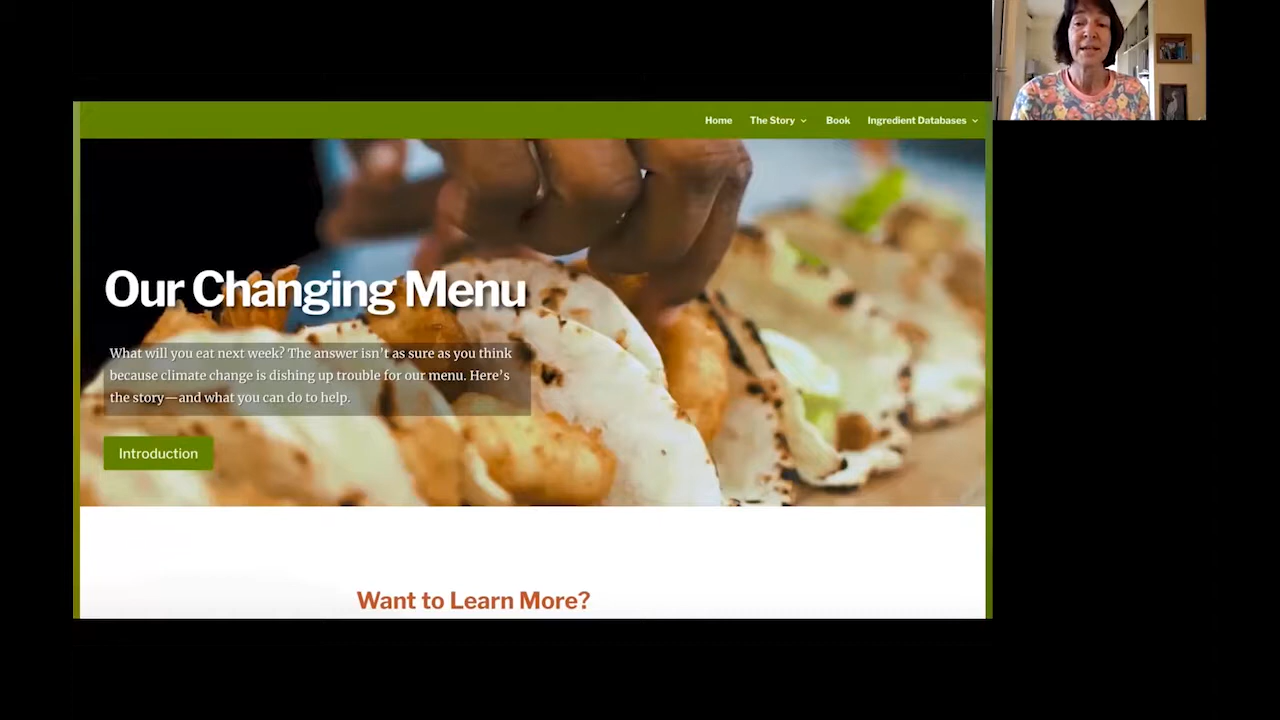 Home The Story Book Ingredient Databases
Our Changing Menu
What will you eat next week? The answer isn't as sure as you think
because climate change is dishing up trouble for our menu. Here's
the story—and what you can do to help.
Introduction
Want to Learn More?